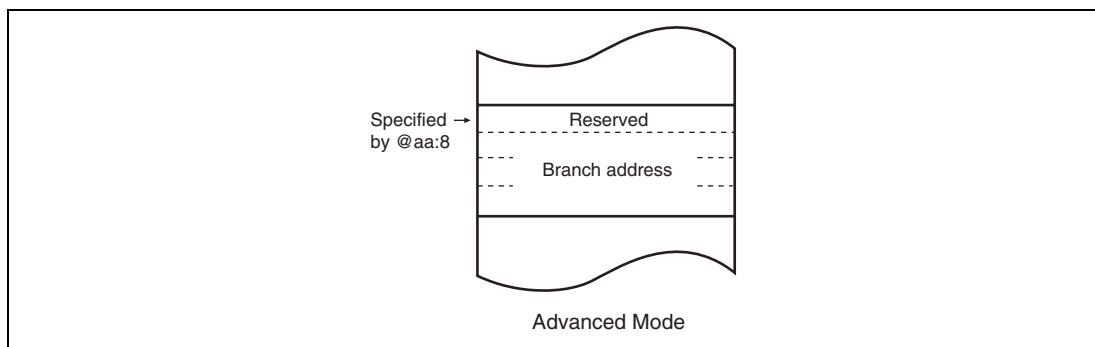 Reserved
Specified →
by @aa:8
Branch address
Advanced Mode